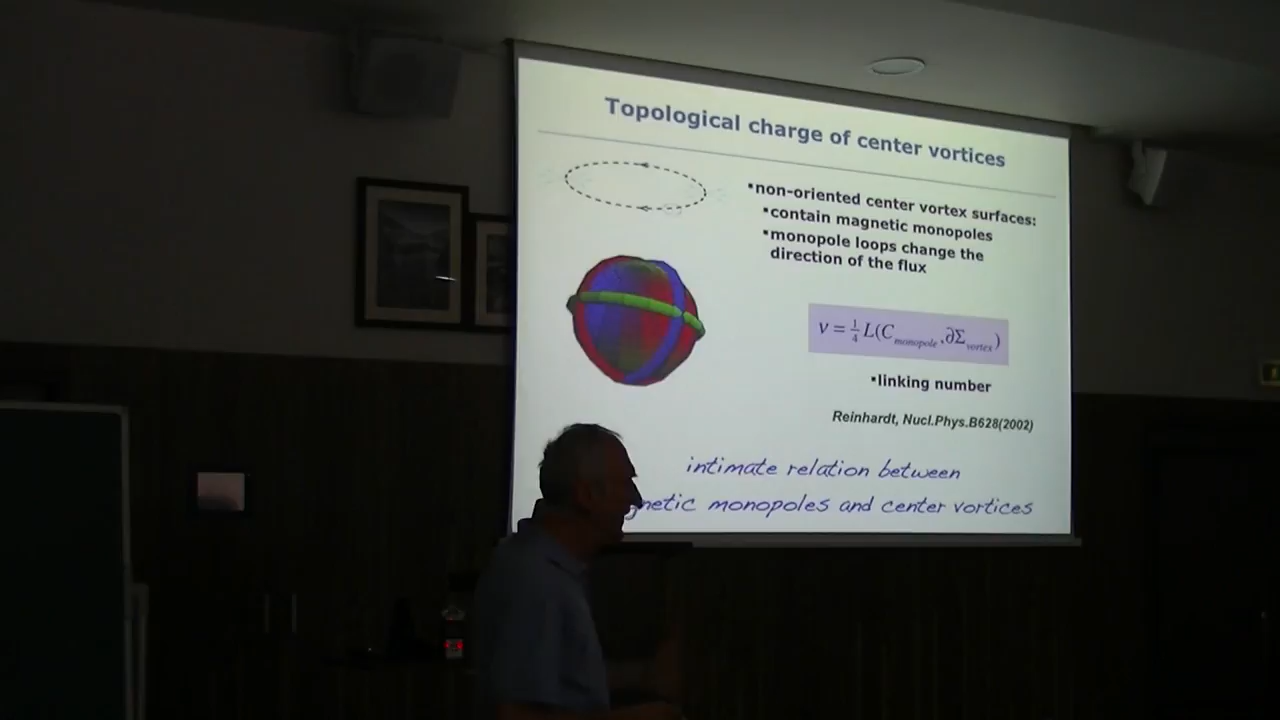 Topological charge of center vortices
▪non-oriented center vortex surfaces:
▪contain magnetic monopoles
▪monopole loops change the
direction of the flux
ν = 1/4 L(C_monopole, ∂Σ_vortex)
▪linking number
Reinhardt, Nucl.Phys.B628(2002)
intimate relation between
monopoles and center vortices